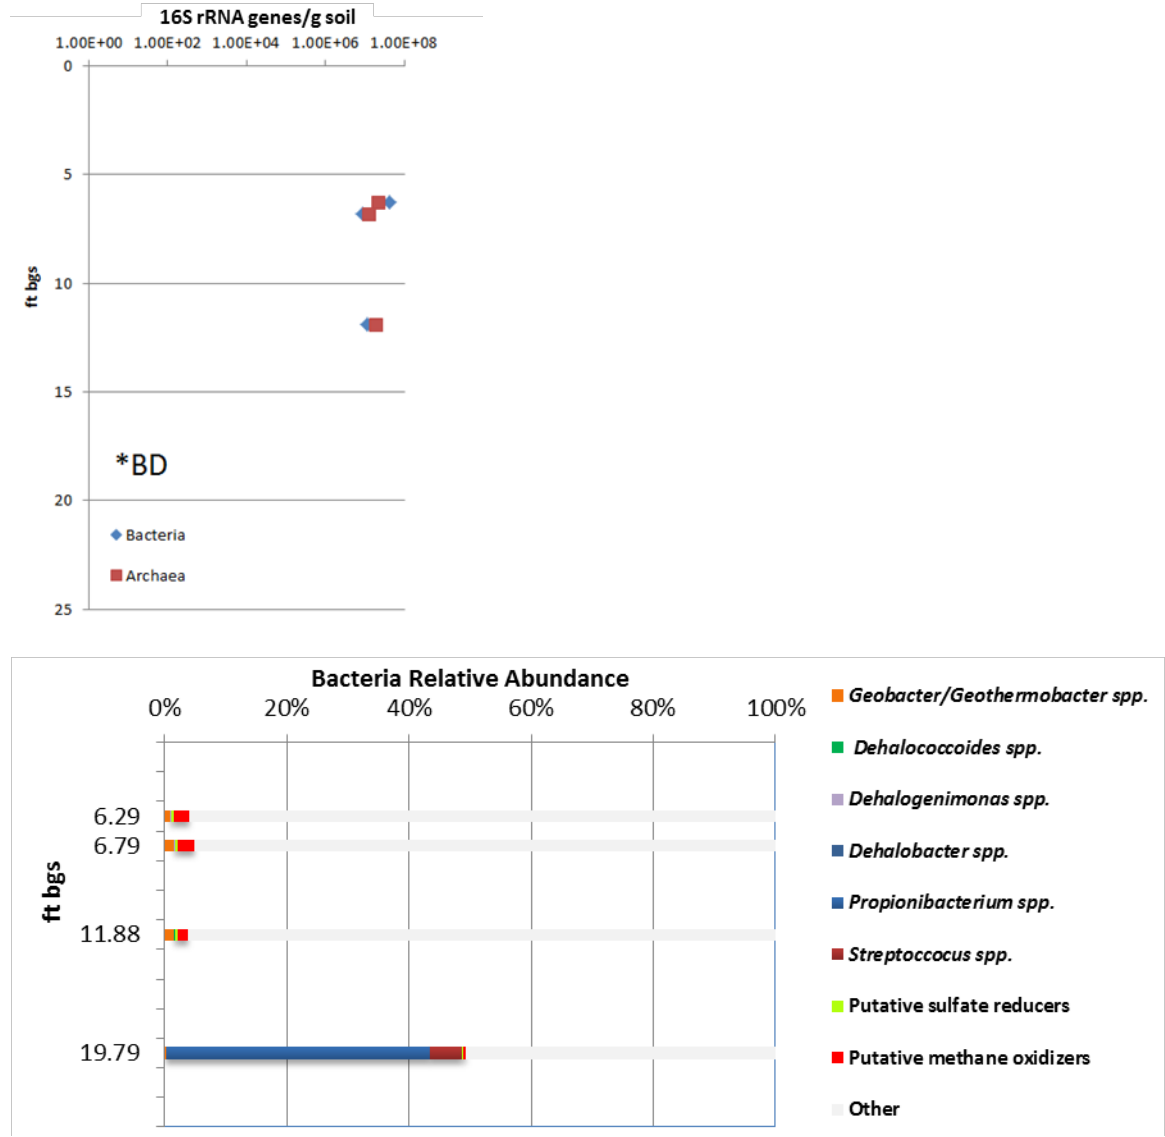 16S rRNA genes/g soil
1.00E+00 1.00E+02 1.00E+04 1.00E+06 1.00E+08
0
5
10
15
20
25
ft bgs
*BD
Bacteria
Archaea
Bacteria Relative Abundance
0% 20% 40% 60% 80% 100%
6.29
6.79
11.88
19.79
ft bgs
Geobacter/Geothermobacter spp.
Dehalococcoides spp.
Dehalogenimonas spp.
Dehalobacter spp.
Propionibacterium spp.
Streptoccocus spp.
Putative sulfate reducers
Putative methane oxidizers
Other